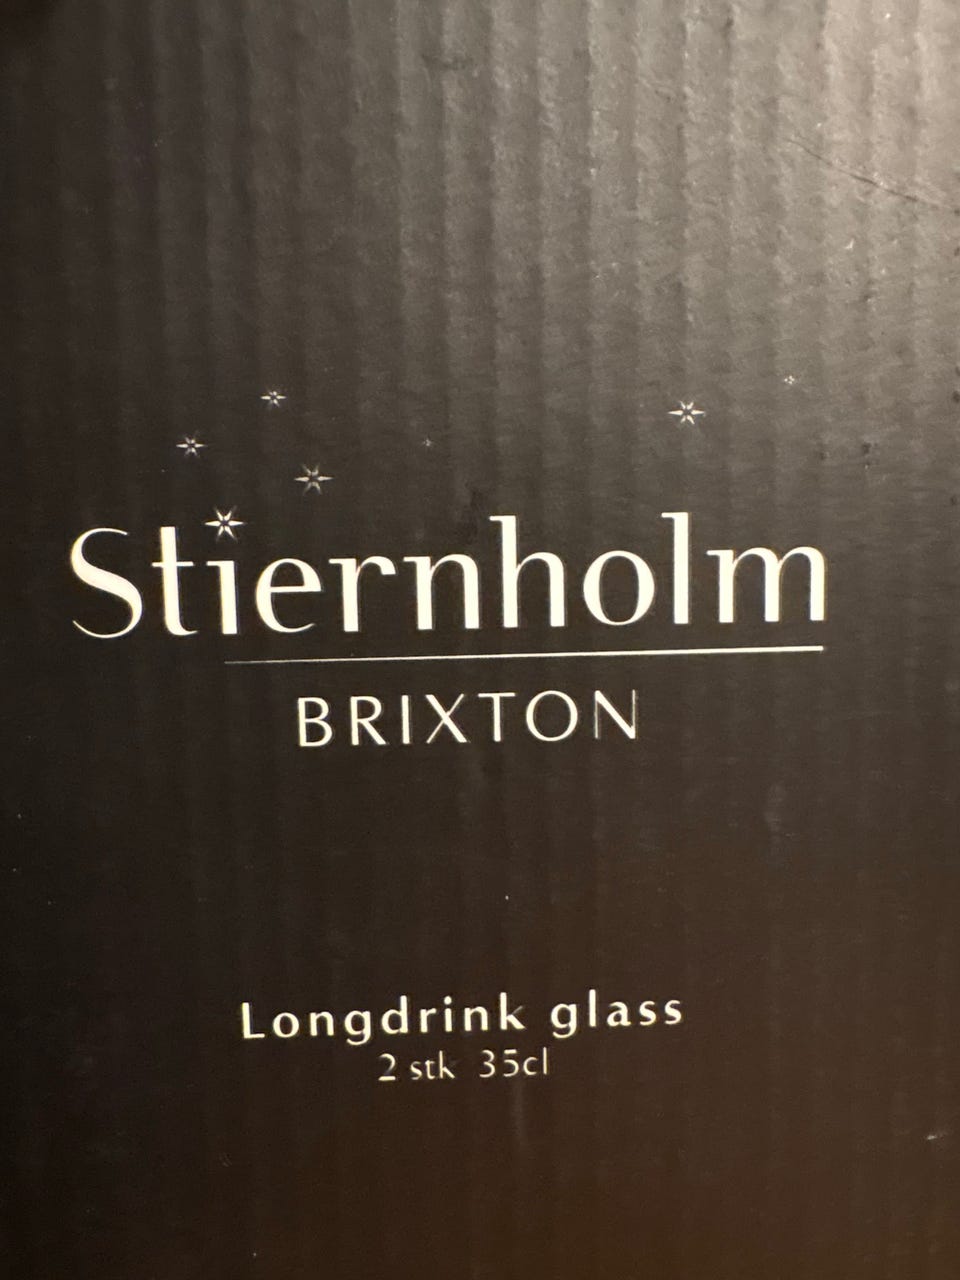 Stiernholm
BRIXTON
Longdrink glass
2 stk 35cl